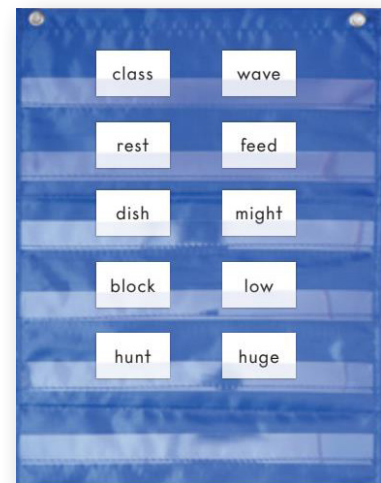 class wave
rest feed
dish might
block low
hunt huge